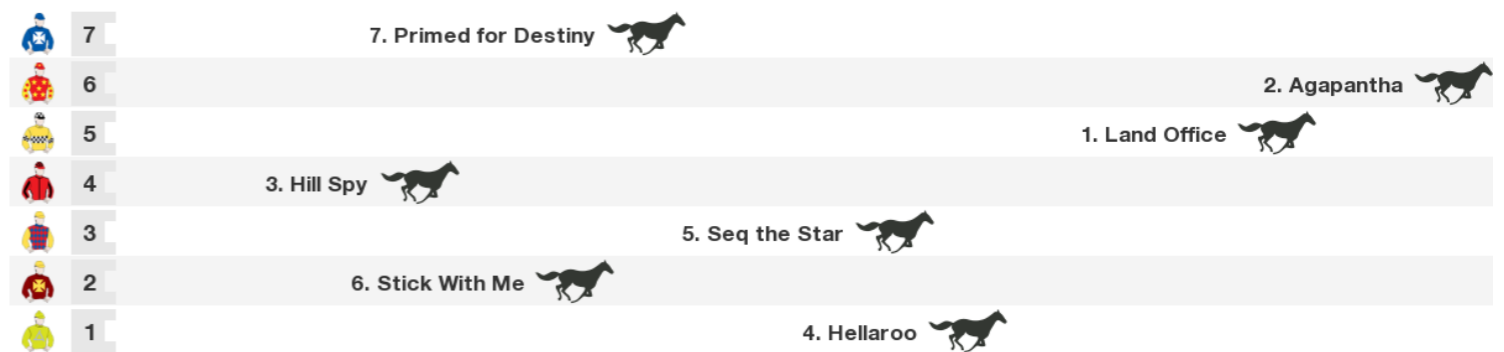 7 7. Primed for Destiny
6 2. Agapantha
5 1. Land Office
4 3. Hill Spy
3 5. Seq the Star
2 6. Stick With Me
1 4. Hellaroo